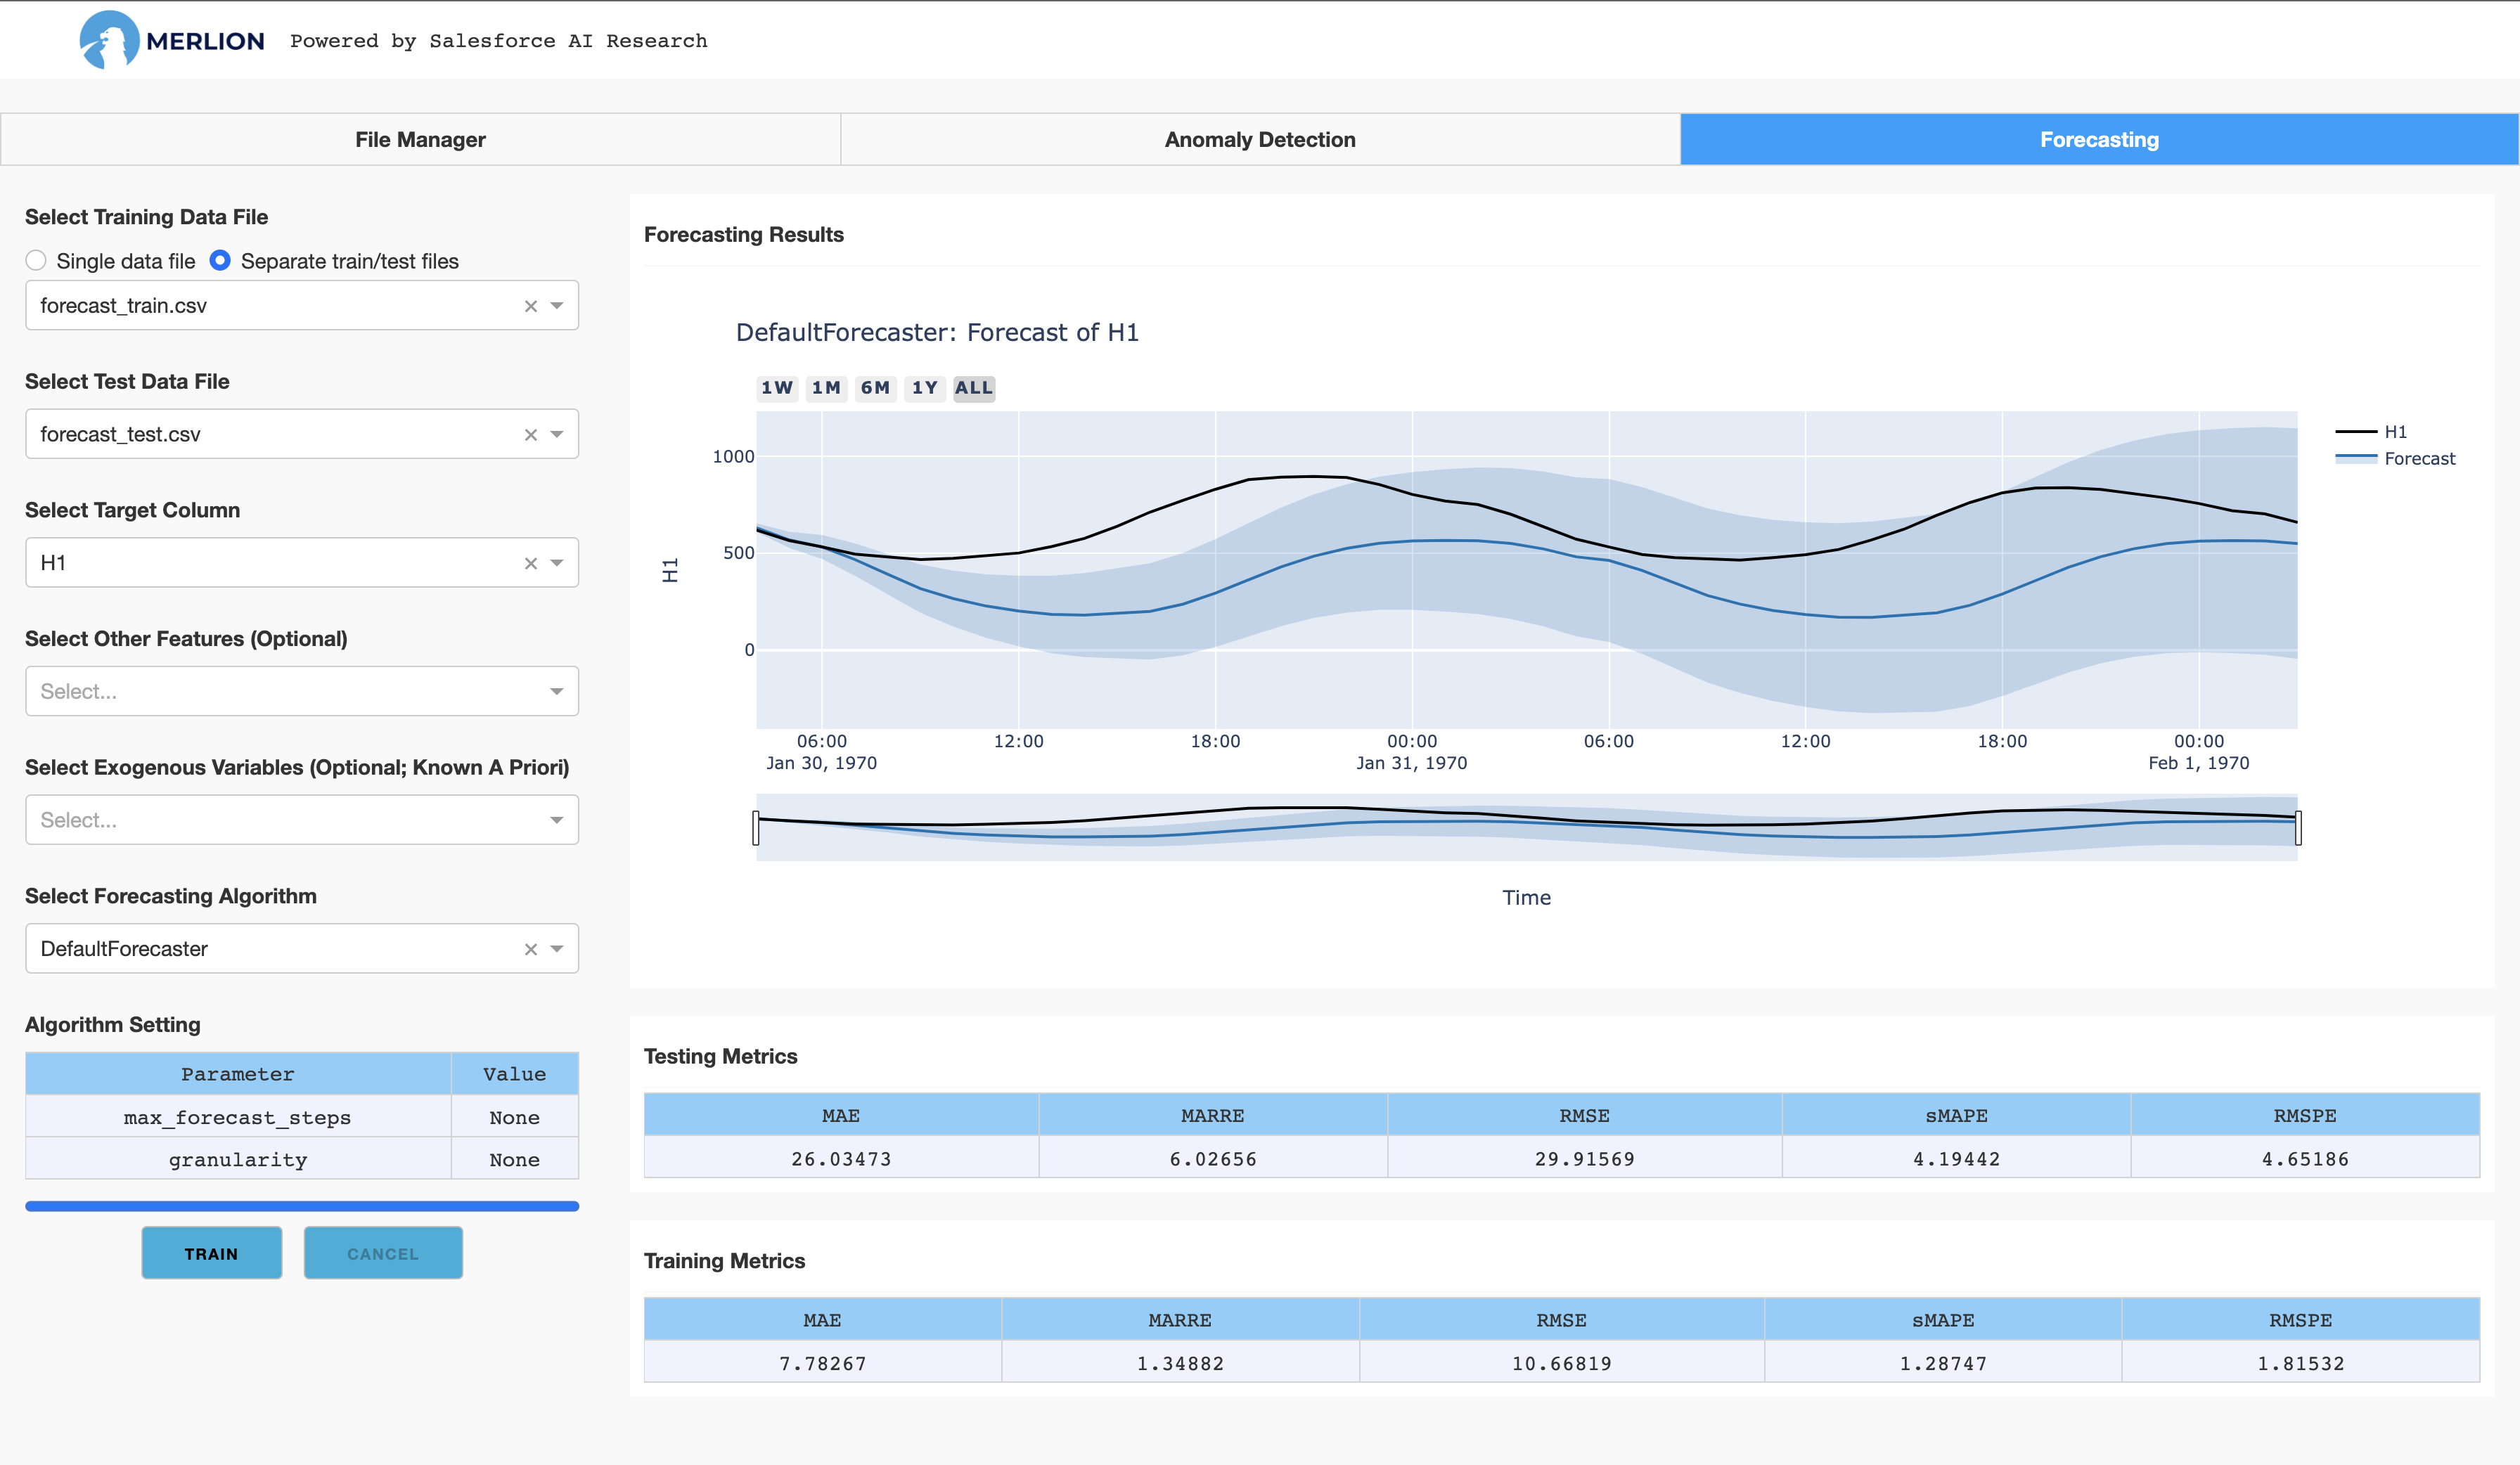 MERLION Powered by Salesforce AI Research
File Manager Anomaly Detection Forecasting
Select Training Data File
Single data file Separate train/test files
forecast_train.csv
Select Test Data File
forecast_test.csv
Select Target Column
H1
Select Other Features (Optional)
Select...
Select Exogenous Variables (Optional; Known A Priori)
Select...
Select Forecasting Algorithm
DefaultForecaster
Algorithm Setting
Parameter Value
max_forecast_steps None
granularity None
TRAIN CANCEL
Forecasting Results
DefaultForecaster: Forecast of H1
1W 1M 6M 1Y ALL
H1
Forecast
1000
500
0
H1
06:00 12:00 18:00 00:00 06:00 12:00 18:00 00:00
Jan 30, 1970 Jan 31, 1970 Feb 1, 1970
Time
Testing Metrics
MAE MARRE RMSE sMAPE RMSPE
26.03473 6.02656 29.91569 4.19442 4.65186
Training Metrics
MAE MARRE RMSE sMAPE RMSPE
7.78267 1.34882 10.66819 1.28747 1.81532